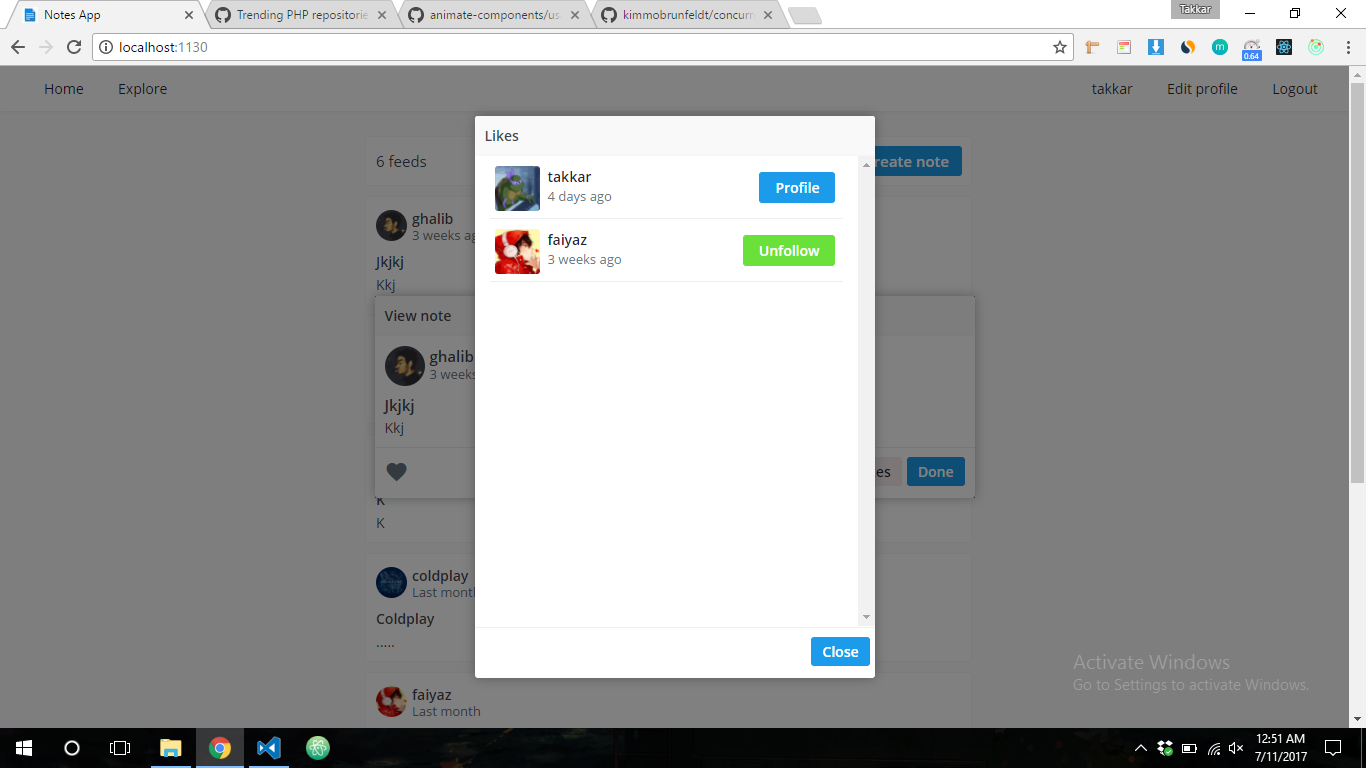 Notes App
Trending PHP repositorie
animate-components/us
kimmobrunfeldt/concurr
Takkar
localhost:1130
m
0.64
Home
Explore
takkar
Edit profile
Logout
6 feeds
reate note
ghalib
3 weeks ag
Jkjkj
Kkj
View note
ghalib
3 weeks
Jkjkj
Kkj
es
Done
Likes
takkar
4 days ago
Profile
faiyaz
3 weeks ago
Unfollow
Close
K
K
coldplay
Last month
Coldplay
.....
faiyaz
Last month
Activate Windows
Go to Settings to activate Windows.
12:51 AM
7/11/2017